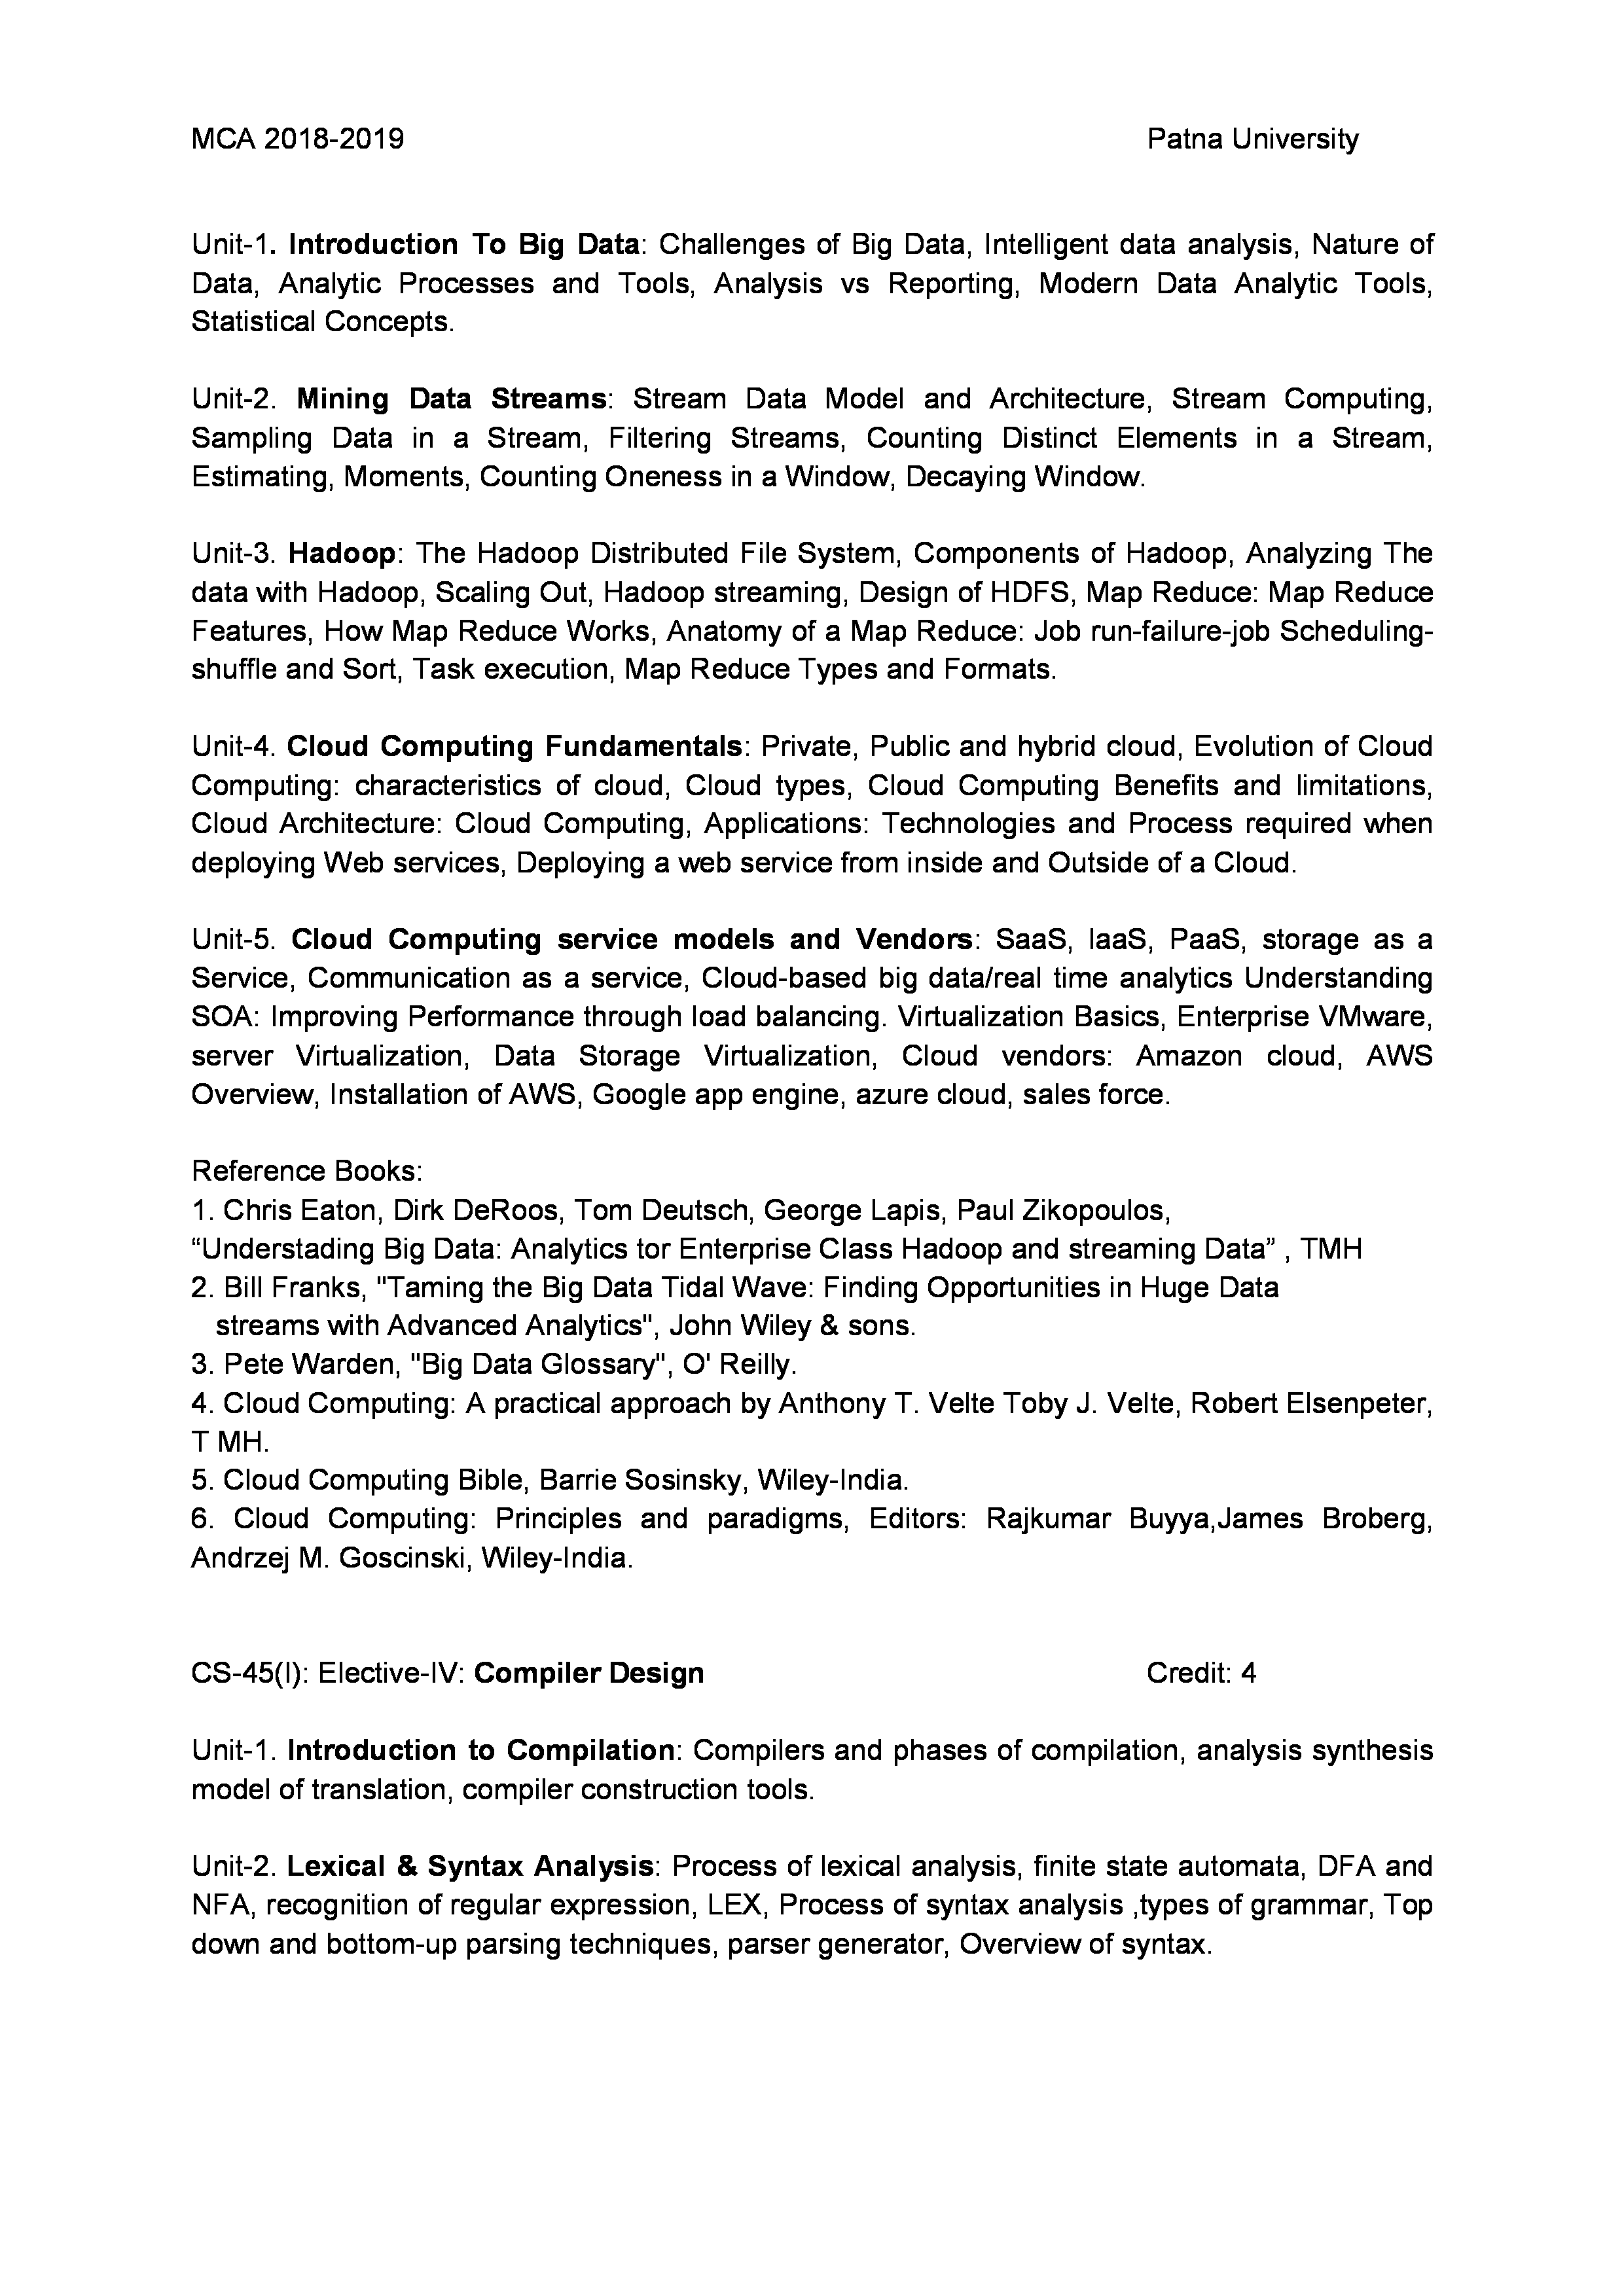 MCA 2018-2019 Patna University
Unit-1. Introduction To Big Data: Challenges of Big Data, Intelligent data analysis, Nature of
Data, Analytic Processes and Tools, Analysis vs Reporting, Modern Data Analytic Tools,
Statistical Concepts.
Unit-2. Mining Data Streams: Stream Data Model and Architecture, Stream Computing,
Sampling Data in a Stream, Filtering Streams, Counting Distinct Elements in a Stream,
Estimating, Moments, Counting Oneness in a Window, Decaying Window.
Unit-3. Hadoop: The Hadoop Distributed File System, Components of Hadoop, Analyzing The
data with Hadoop, Scaling Out, Hadoop streaming, Design of HDFS, Map Reduce: Map Reduce
Features, How Map Reduce Works, Anatomy of a Map Reduce: Job run-failure-job Scheduling-
shuffle and Sort, Task execution, Map Reduce Types and Formats.
Unit-4. Cloud Computing Fundamentals: Private, Public and hybrid cloud, Evolution of Cloud
Computing: characteristics of cloud, Cloud types, Cloud Computing Benefits and limitations,
Cloud Architecture: Cloud Computing, Applications: Technologies and Process required when
deploying Web services, Deploying a web service from inside and Outside of a Cloud.
Unit-5. Cloud Computing service models and Vendors: SaaS, IaaS, PaaS, storage as a
Service, Communication as a service, Cloud-based big data/real time analytics Understanding
SOA: Improving Performance through load balancing. Virtualization Basics, Enterprise VMware,
server Virtualization, Data Storage Virtualization, Cloud vendors: Amazon cloud, AWS
Overview, Installation of AWS, Google app engine, azure cloud, sales force.
Reference Books:
1. Chris Eaton, Dirk DeRoos, Tom Deutsch, George Lapis, Paul Zikopoulos,
“Understading Big Data: Analytics tor Enterprise Class Hadoop and streaming Data” , TMH
2. Bill Franks, "Taming the Big Data Tidal Wave: Finding Opportunities in Huge Data
streams with Advanced Analytics", John Wiley & sons.
3. Pete Warden, "Big Data Glossary", O' Reilly.
4. Cloud Computing: A practical approach by Anthony T. Velte Toby J. Velte, Robert Elsenpeter,
T MH.
5. Cloud Computing Bible, Barrie Sosinsky, Wiley-India.
6. Cloud Computing: Principles and paradigms, Editors: Rajkumar Buyya,James Broberg,
Andrzej M. Goscinski, Wiley-India.
CS-45(I): Elective-IV: Compiler Design Credit: 4
Unit-1. Introduction to Compilation: Compilers and phases of compilation, analysis synthesis
model of translation, compiler construction tools.
Unit-2. Lexical & Syntax Analysis: Process of lexical analysis, finite state automata, DFA and
NFA, recognition of regular expression, LEX, Process of syntax analysis ,types of grammar, Top
down and bottom-up parsing techniques, parser generator, Overview of syntax.